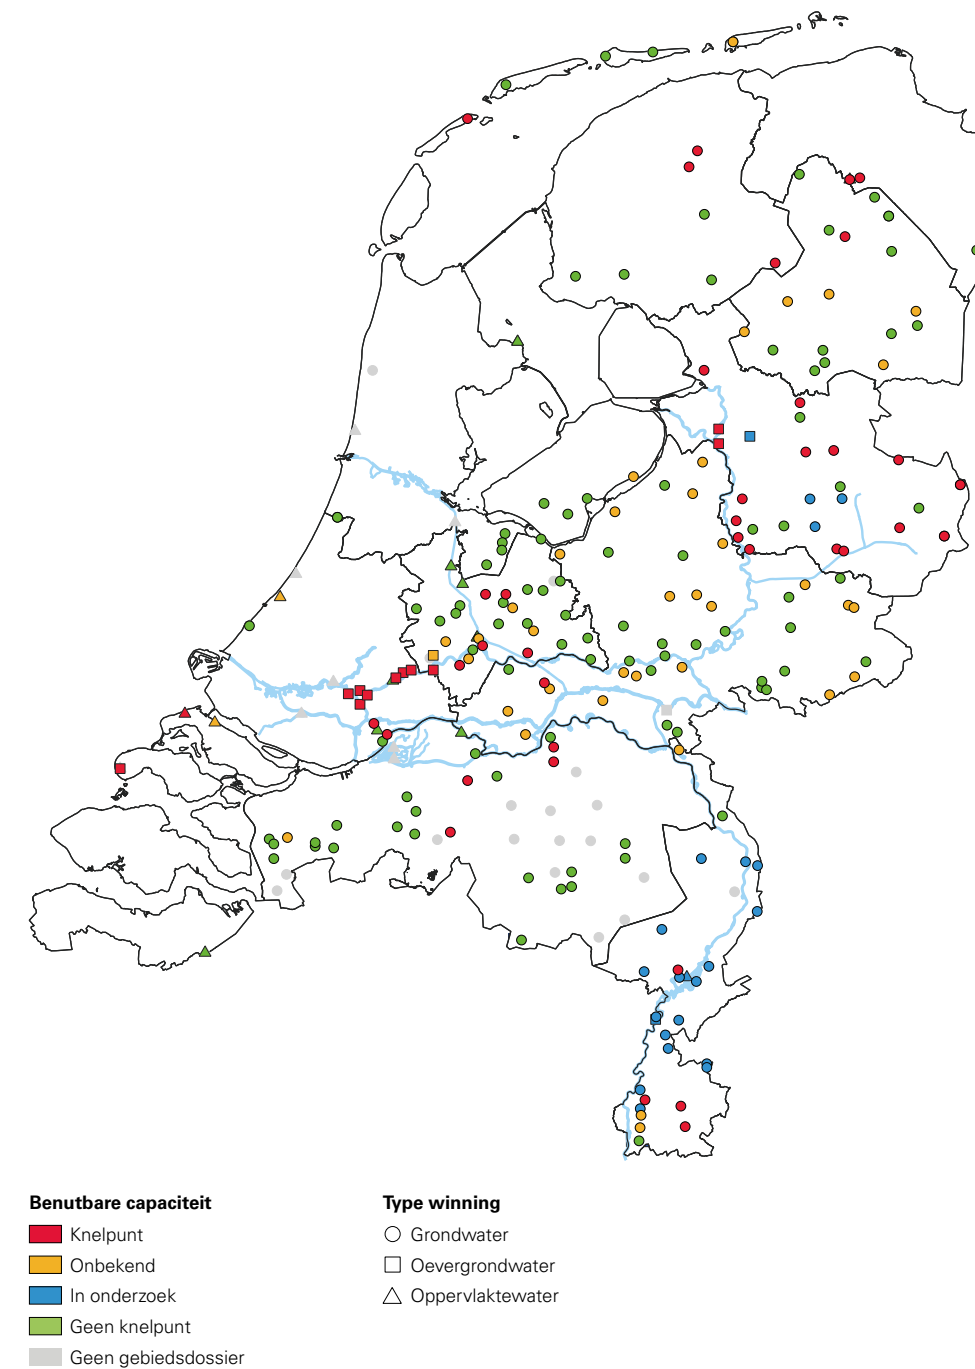 Benutbare capaciteit
Knelpunt
Onbekend
In onderzoek
Geen knelpunt
Geen gebiedsdossier
Type winning
Grondwater
Oevergrondwater
Oppervlaktewater